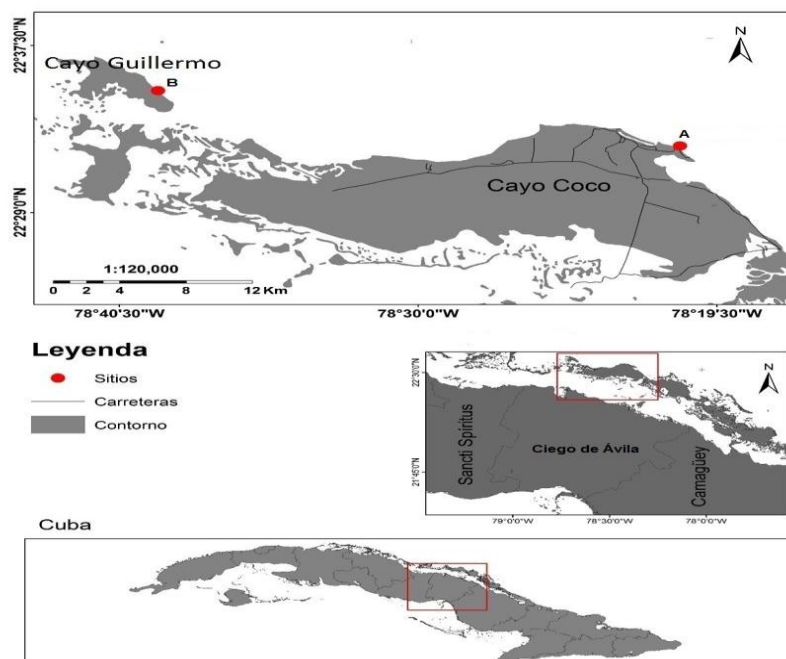 N
22°37'30"N
Cayo Guillermo
B
A
Cayo Coco
22°29'0"N
1:120,000
0 2 4 8 12 Km
78°40'30"W 78°30'0"W 78°19'30"W
Leyenda
Sitios
Carreteras
Contorno
N
22°30'0"N
Sancti Spíritus
Ciego de Ávila
Camagüey
21°45'0"N
79°0'0"W 78°30'0"W 78°0'0"W
Cuba